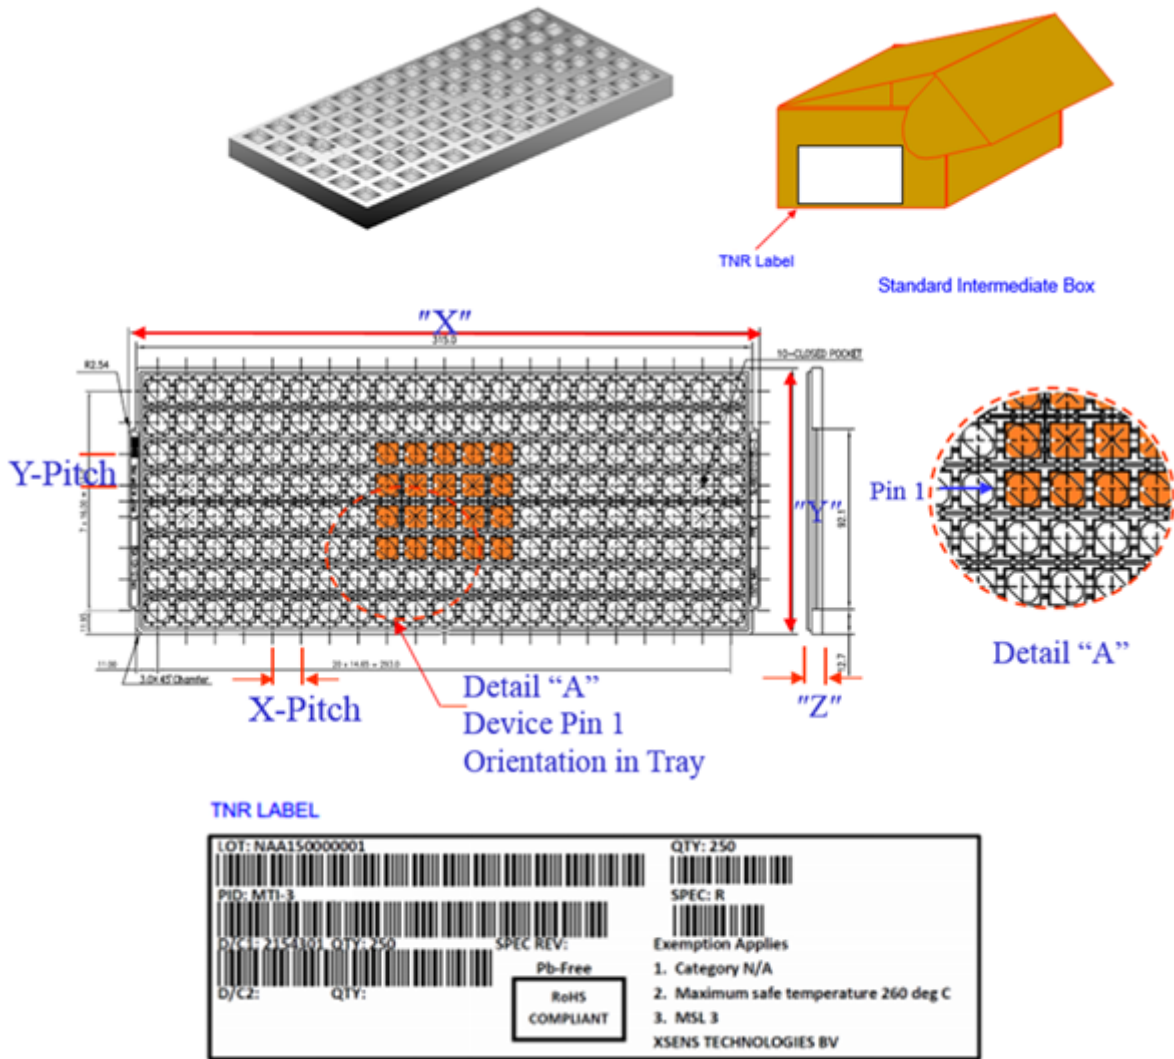 TNR Label
Standard Intermediate Box
"X"
315.0
R2.54
10-CLOSED POCKET
Y-Pitch
"Y"
92.1
Pin 1
11.95
11.00
20 x 14.65 = 293.0
3.0X45°Chamfer
12.7
X-Pitch
Detail “A”
Device Pin 1
Orientation in Tray
"Z"
Detail “A”
TNR LABEL
LOT: NAA150000001
QTY: 250
PID: MTI-3
SPEC: R
D/C1: 2154301 QTY: 250
SPEC REV:
Exemption Applies
Pb-Free
1. Category N/A
D/C2:
QTY:
RoHS
COMPLIANT
2. Maximum safe temperature 260 deg C
3. MSL 3
XSENS TECHNOLOGIES BV